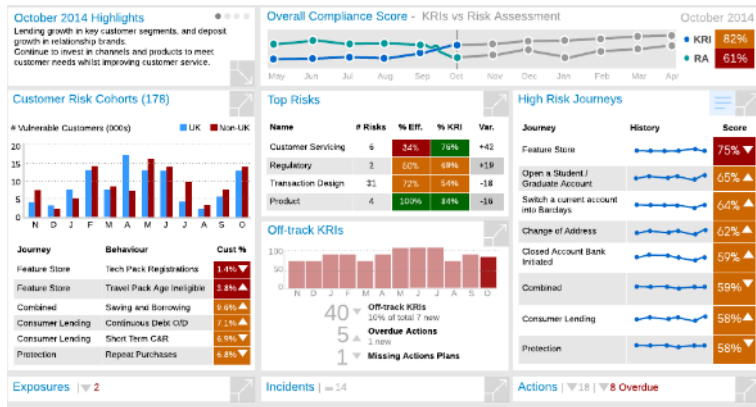 October 2014 Highlights
Lending growth in key customer segments, and deposit
growth in relationship brands.
Continue to invest in channels and products to meet
customer needs whilst improving customer service.
Overall Compliance Score - KRIs vs Risk Assessment
October 2014
May Jun Jul Aug Sep Oct Nov Dec Jan Feb Mar Apr
KRI 82%
RA 61%
Customer Risk Cohorts (178)
# Vulnerable Customers (000s) UK Non-UK
20
15
10
5
0
N D J F M A M J J A S O
Journey Behaviour Cust %
Feature Store Tech Pack Registrations 1.4%▼
Feature Store Travel Pack Age Ineligible 3.8%▲
Combined Saving and Borrowing 9.6%▲
Consumer Lending Continuous Debt O/D 7.1%▲
Consumer Lending Short Term C&R 6.9%▼
Protection Repeat Purchases 6.8%▼
Top Risks
Name # Risks % Eff. % KRI Var.
Customer Servicing 6 34% 76% +42
Regulatory 2 60% 69% +19
Transaction Design 31 72% 54% -18
Product 4 100% 84% -16
Off-track KRIs
100
50
0
N D J F M A M J J A S O
40 ▼ Off-track KRIs
10% of total 7 new
5 ▲ Overdue Actions
1 new
1 ▼ Missing Actions Plans
High Risk Journeys
Journey History Score
Feature Store 75%▼
Open a Student /
Graduate Account 65%▲
Switch a current account
into Barclays 64%▲
Change of Address 62%▲
Closed Account Bank
Initiated 59%▲
Combined 59%▼
Consumer Lending 58%▲
Protection 58%▼
Exposures | ▼ 2
Incidents | = 14
Actions | ▼18 | ▼8 Overdue